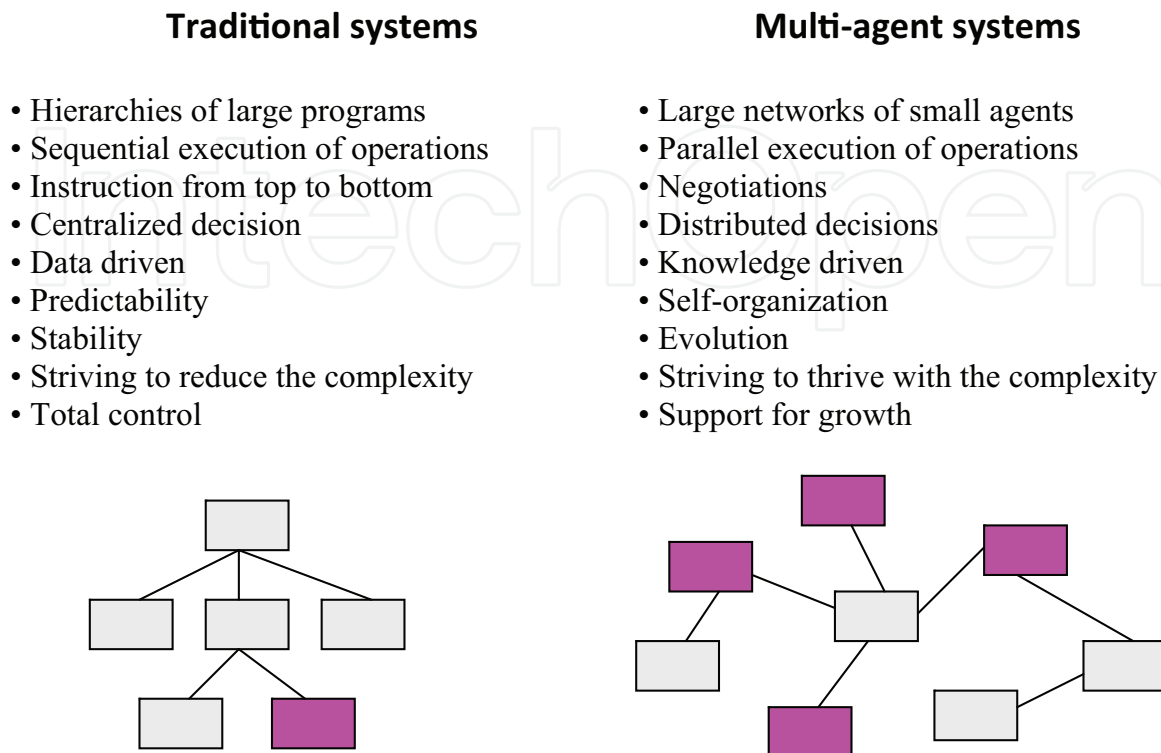 Traditional systems
• Hierarchies of large programs
• Sequential execution of operations
• Instruction from top to bottom
• Centralized decision
• Data driven
• Predictability
• Stability
• Striving to reduce the complexity
• Total control
Multi-agent systems
• Large networks of small agents
• Parallel execution of operations
• Negotiations
• Distributed decisions
• Knowledge driven
• Self-organization
• Evolution
• Striving to thrive with the complexity
• Support for growth
IntechOpen